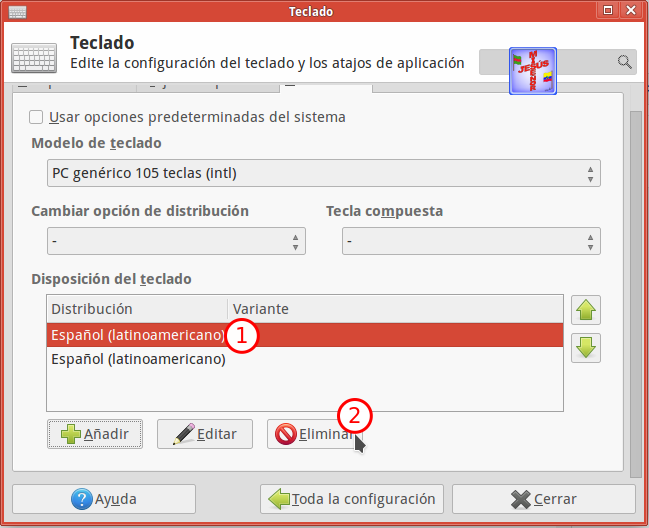 Teclado
Teclado
Edite la configuración del teclado y los atajos de aplicación
JESÚS
Usar opciones predeterminadas del sistema
Modelo de teclado
PC genérico 105 teclas (intl)
Cambiar opción de distribución Tecla compuesta
- -
Disposición del teclado
Distribución Variante
Español (latinoamericano) 1
Español (latinoamericano)
2
Añadir Editar Eliminar
Ayuda Toda la configuración Cerrar